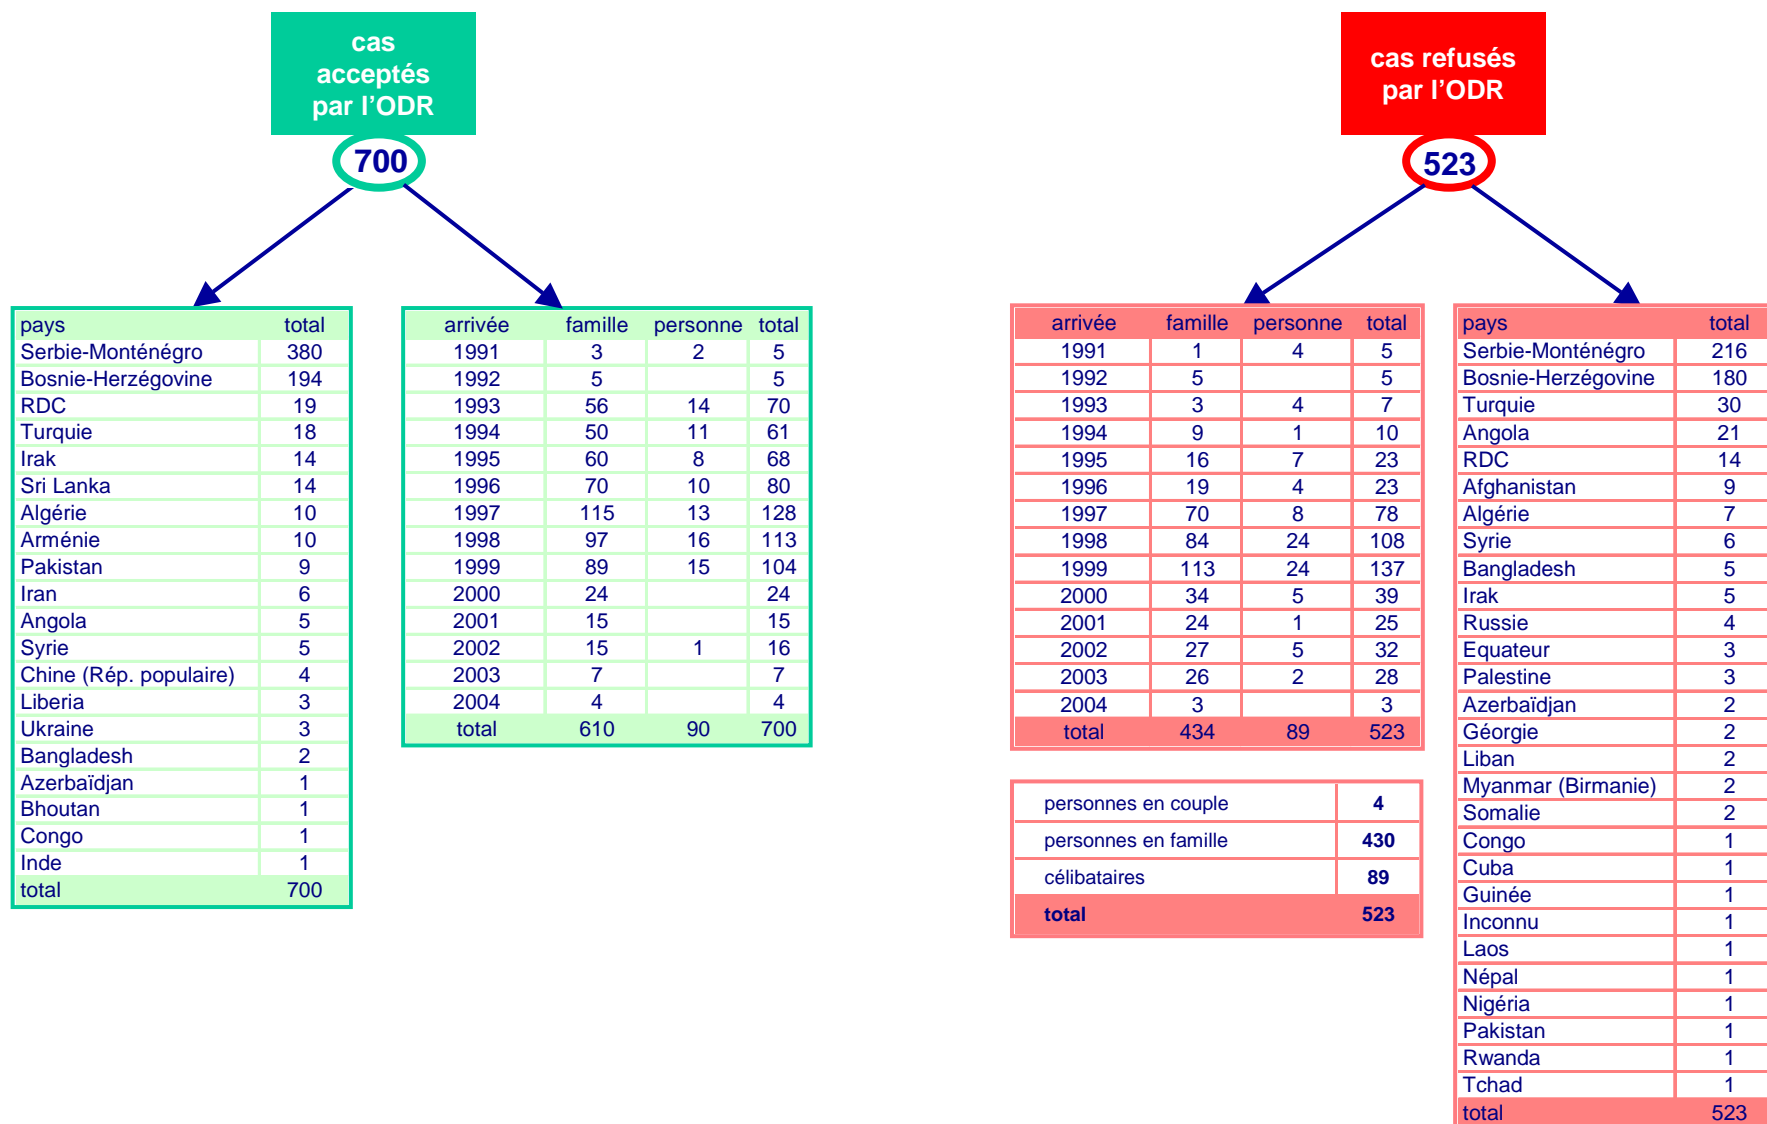 cas
acceptés
par l'ODR
700
pays total
Serbie-Monténégro 380
Bosnie-Herzégovine 194
RDC 19
Turquie 18
Irak 14
Sri Lanka 14
Algérie 10
Arménie 10
Pakistan 9
Iran 6
Angola 5
Syrie 5
Chine (Rép. populaire) 4
Liberia 3
Ukraine 3
Bangladesh 2
Azerbaïdjan 1
Bhoutan 1
Congo 1
Inde 1
total 700
arrivée famille personne total
1991 3 2 5
1992 5 5
1993 56 14 70
1994 50 11 61
1995 60 8 68
1996 70 10 80
1997 115 13 128
1998 97 16 113
1999 89 15 104
2000 24 24
2001 15 15
2002 15 1 16
2003 7 7
2004 4 4
total 610 90 700
cas refusés
par l'ODR
523
arrivée famille personne total
1991 1 4 5
1992 5 5
1993 3 4 7
1994 9 1 10
1995 16 7 23
1996 19 4 23
1997 70 8 78
1998 84 24 108
1999 113 24 137
2000 34 5 39
2001 24 1 25
2002 27 5 32
2003 26 2 28
2004 3 3
total 434 89 523
personnes en couple 4
personnes en famille 430
célibataires 89
total 523
pays total
Serbie-Monténégro 216
Bosnie-Herzégovine 180
Turquie 30
Angola 21
RDC 14
Afghanistan 9
Algérie 7
Syrie 6
Bangladesh 5
Irak 5
Russie 4
Equateur 3
Palestine 3
Azerbaïdjan 2
Géorgie 2
Liban 2
Myanmar (Birmanie) 2
Somalie 2
Congo 1
Cuba 1
Guinée 1
Inconnu 1
Laos 1
Népal 1
Nigéria 1
Pakistan 1
Rwanda 1
Tchad 1
total 523